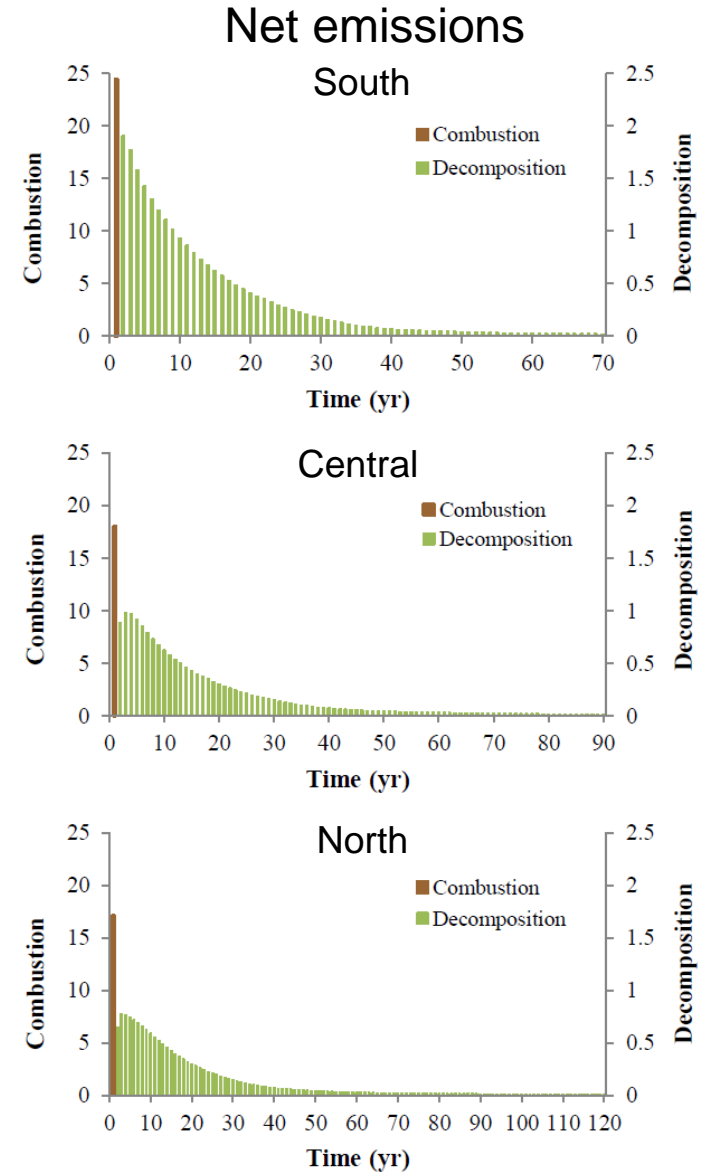 Net emissions
South
25
20
15
10
5
0
2.5
2
1.5
1
0.5
0
Combustion
Decomposition
Combustion
Decomposition
0 10 20 30 40 50 60 70
Time (yr)
Central
25
20
15
10
5
0
2.5
2
1.5
1
0.5
0
Combustion
Decomposition
Combustion
Decomposition
0 10 20 30 40 50 60 70 80 90
Time (yr)
North
25
20
15
10
5
0
2.5
2
1.5
1
0.5
0
Combustion
Decomposition
Combustion
Decomposition
0 10 20 30 40 50 60 70 80 90 100 110 120
Time (yr)